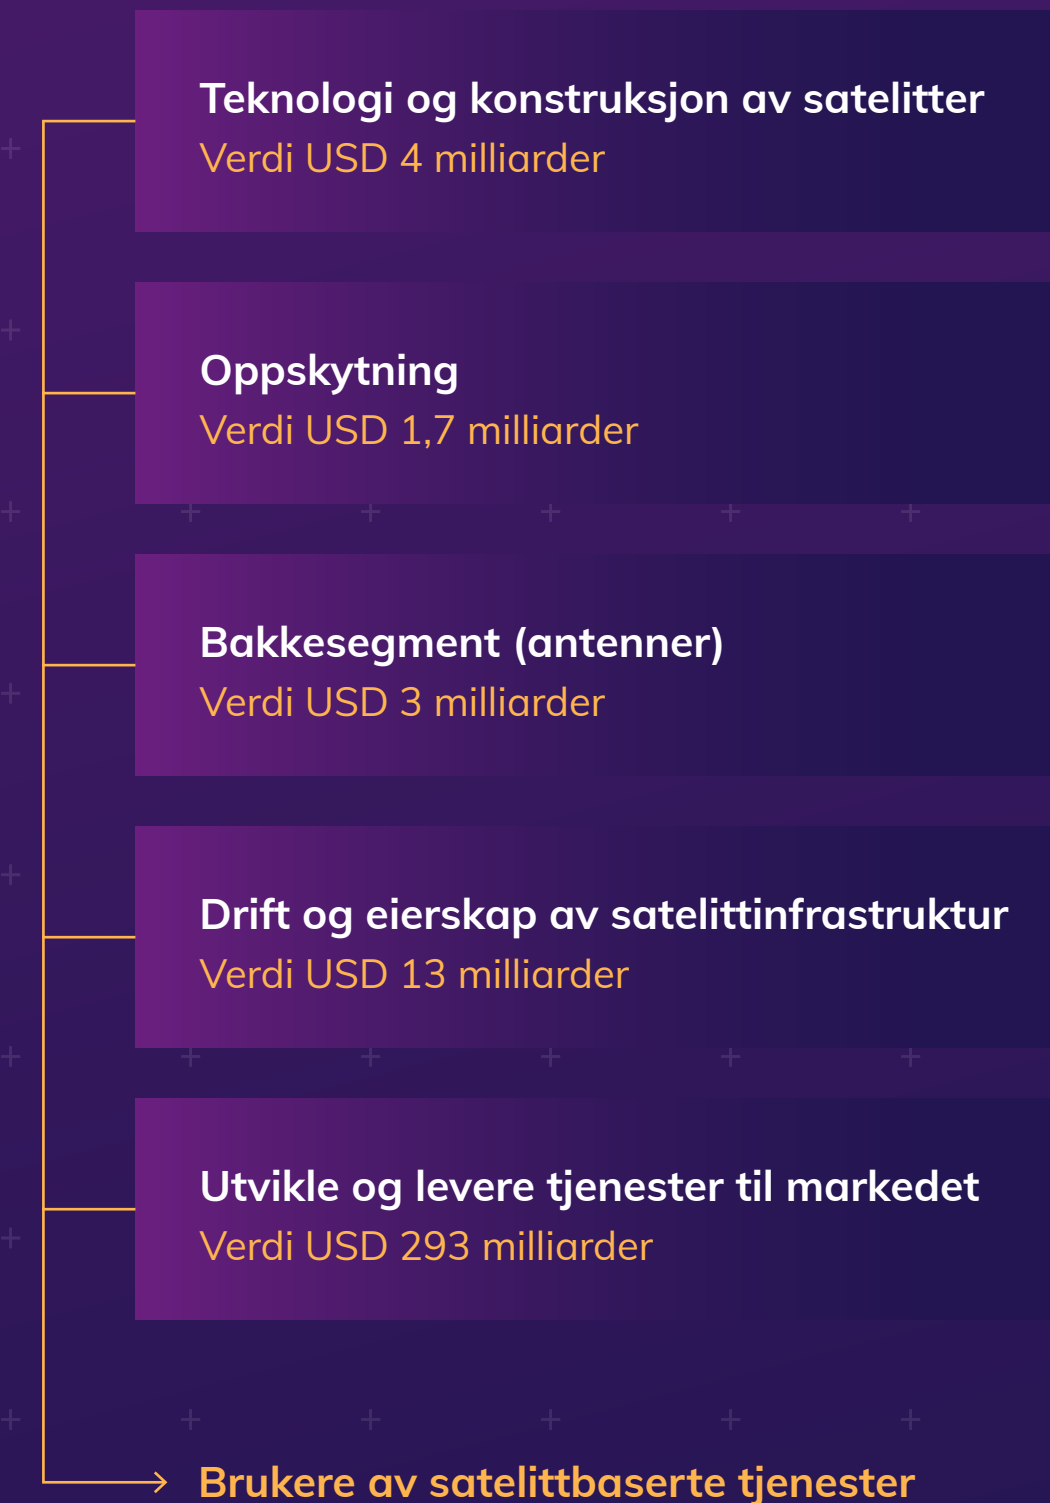 Teknologi og konstruksjon av satelitter
Verdi USD 4 milliarder
Oppskytning
Verdi USD 1,7 milliarder
Bakkesegment (antenner)
Verdi USD 3 milliarder
Drift og eierskap av satelittinfrastruktur
Verdi USD 13 milliarder
Utvikle og levere tjenester til markedet
Verdi USD 293 milliarder
Brukere av satelittbaserte tjenester